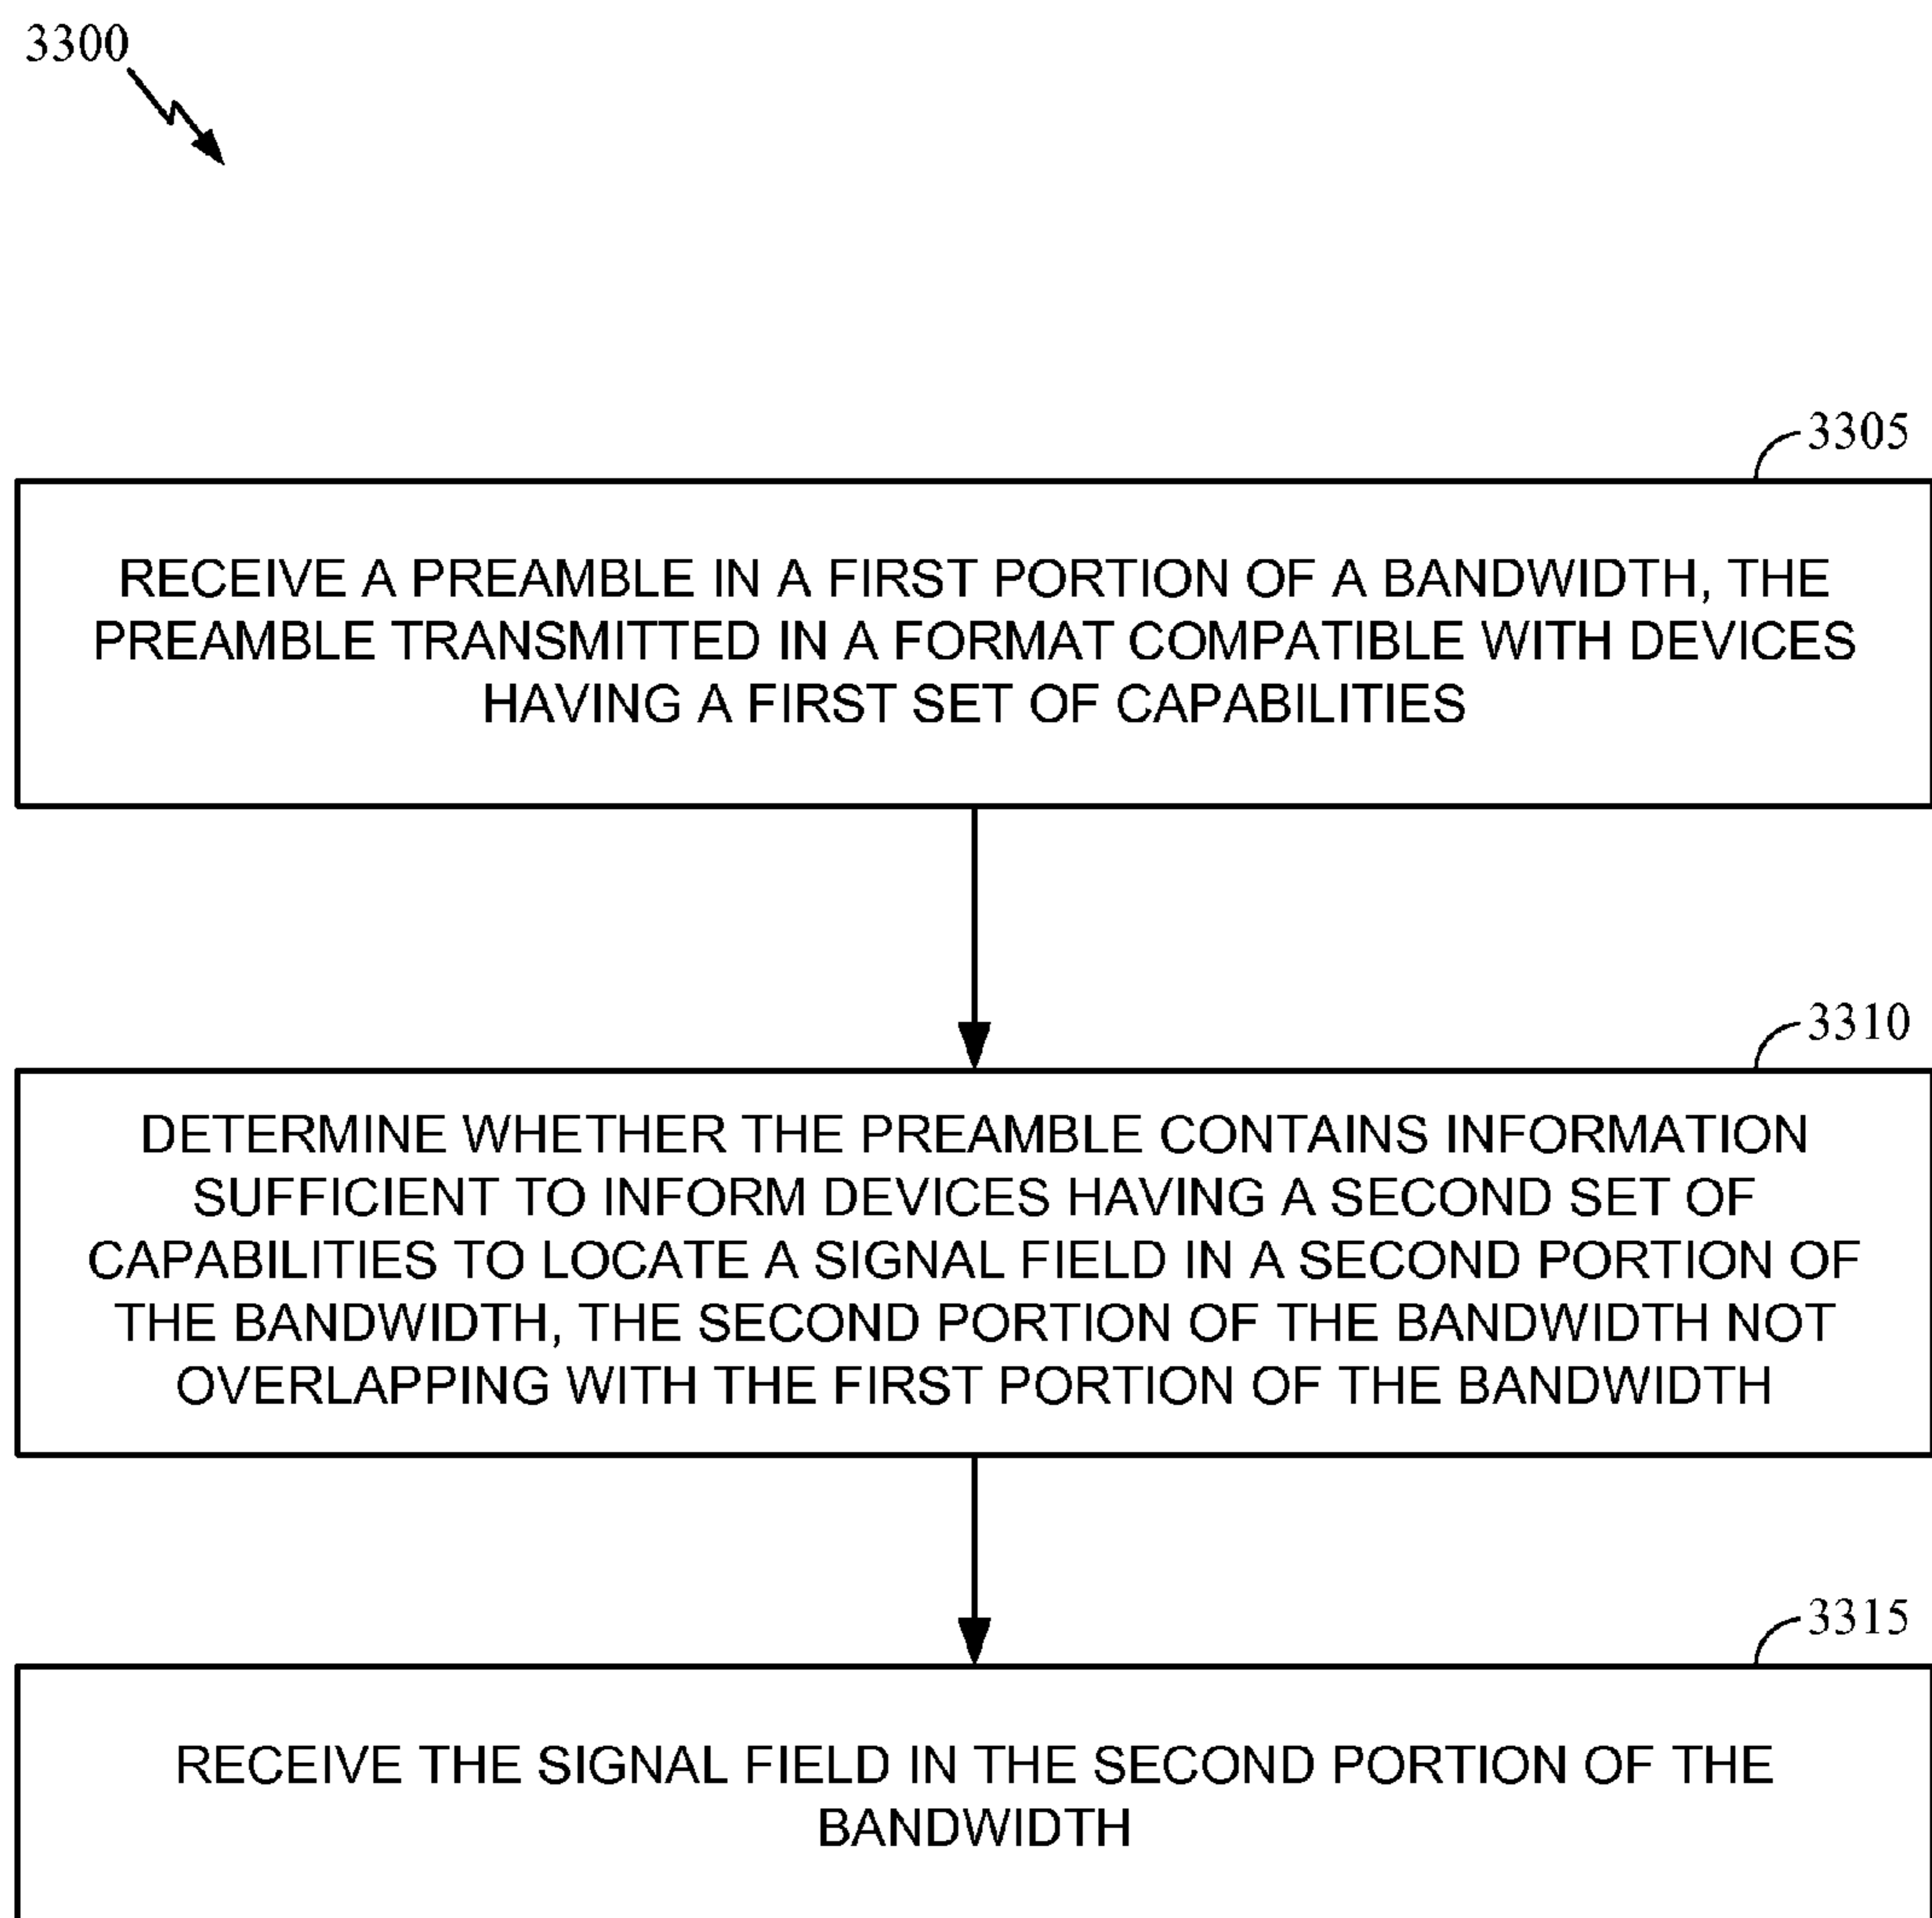 3300
3305
RECEIVE A PREAMBLE IN A FIRST PORTION OF A BANDWIDTH, THE
PREAMBLE TRANSMITTED IN A FORMAT COMPATIBLE WITH DEVICES
HAVING A FIRST SET OF CAPABILITIES
3310
DETERMINE WHETHER THE PREAMBLE CONTAINS INFORMATION
SUFFICIENT TO INFORM DEVICES HAVING A SECOND SET OF
CAPABILITIES TO LOCATE A SIGNAL FIELD IN A SECOND PORTION OF
THE BANDWIDTH, THE SECOND PORTION OF THE BANDWIDTH NOT
OVERLAPPING WITH THE FIRST PORTION OF THE BANDWIDTH
3315
RECEIVE THE SIGNAL FIELD IN THE SECOND PORTION OF THE
BANDWIDTH